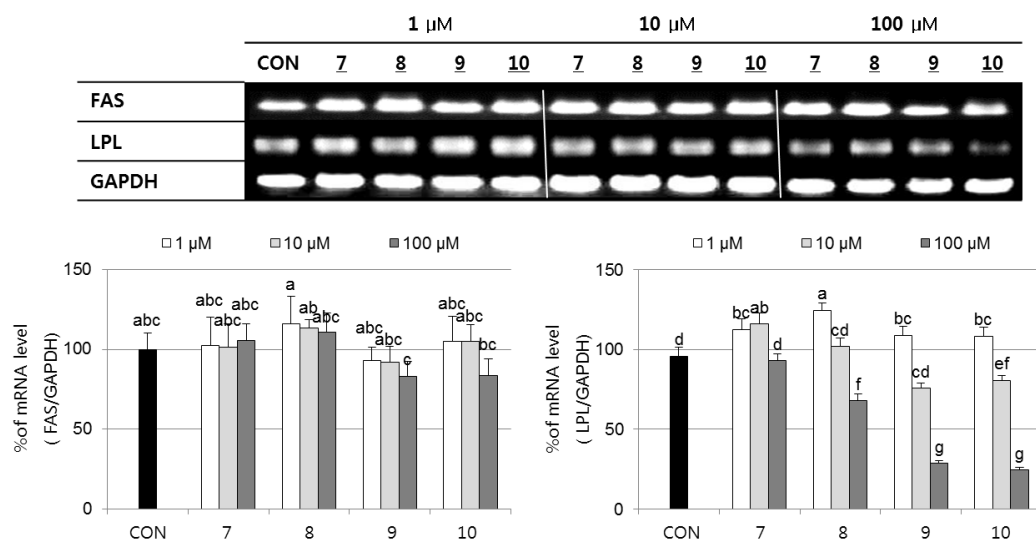 1 μM 10 μM 100 μM
CON 7 8 9 10 7 8 9 10 7 8 9 10
FAS
LPL
GAPDH
1 μM 10 μM 100 μM
150
100
50
0
%of mRNA level
( FAS/GAPDH)
abc abc abc abc a ab abc abc abc c abc abc bc
CON 7 8 9 10
1 μM 10 μM 100 μM
150
100
50
0
%of mRNA level
( LPL/GAPDH)
d bc ab d a cd f bc cd g bc ef g
CON 7 8 9 10